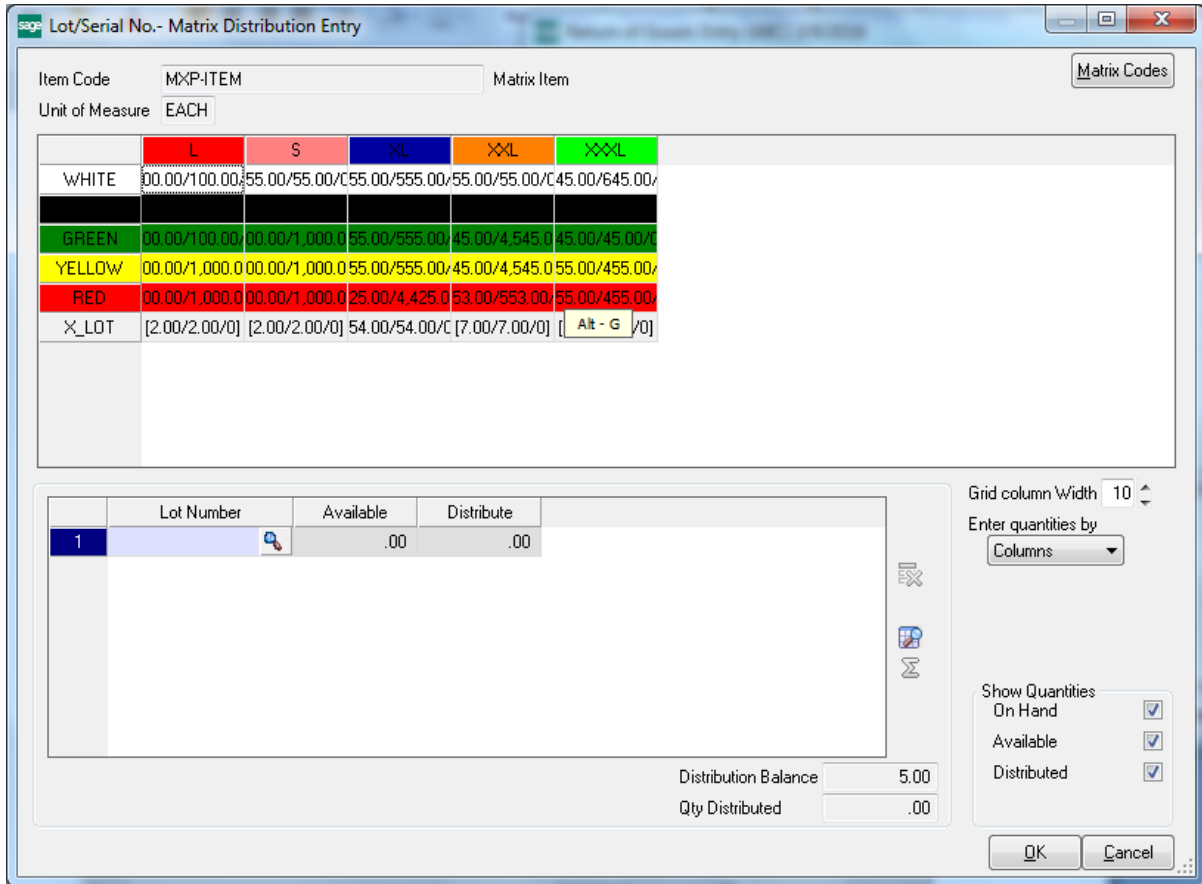 sage Lot/Serial No.- Matrix Distribution Entry
Item Code MXP-ITEM Matrix Item Matrix Codes
Unit of Measure EACH
L S XL XXL XXXL
WHITE 00.00/100.00/ 55.00/55.00/0 55.00/555.00/ 55.00/55.00/0 45.00/645.00/
GREEN 00.00/100.00/ 00.00/1,000.0 55.00/555.00/ 45.00/4,545.0 45.00/45.00/0
YELLOW 00.00/1,000.0 00.00/1,000.0 55.00/555.00/ 45.00/4,545.0 55.00/455.00/
RED 00.00/1,000.0 00.00/1,000.0 25.00/4,425.0 53.00/553.00/ 55.00/455.00/
X_LOT [2.00/2.00/0] [2.00/2.00/0] 54.00/54.00/0 [7.00/7.00/0] [ Alt - G /0]
Grid column Width 10
Lot Number Available Distribute
Enter quantities by
1 .00 .00
Columns
Show Quantities
On Hand
Available
Distributed
Distribution Balance 5.00
Qty Distributed .00
OK Cancel